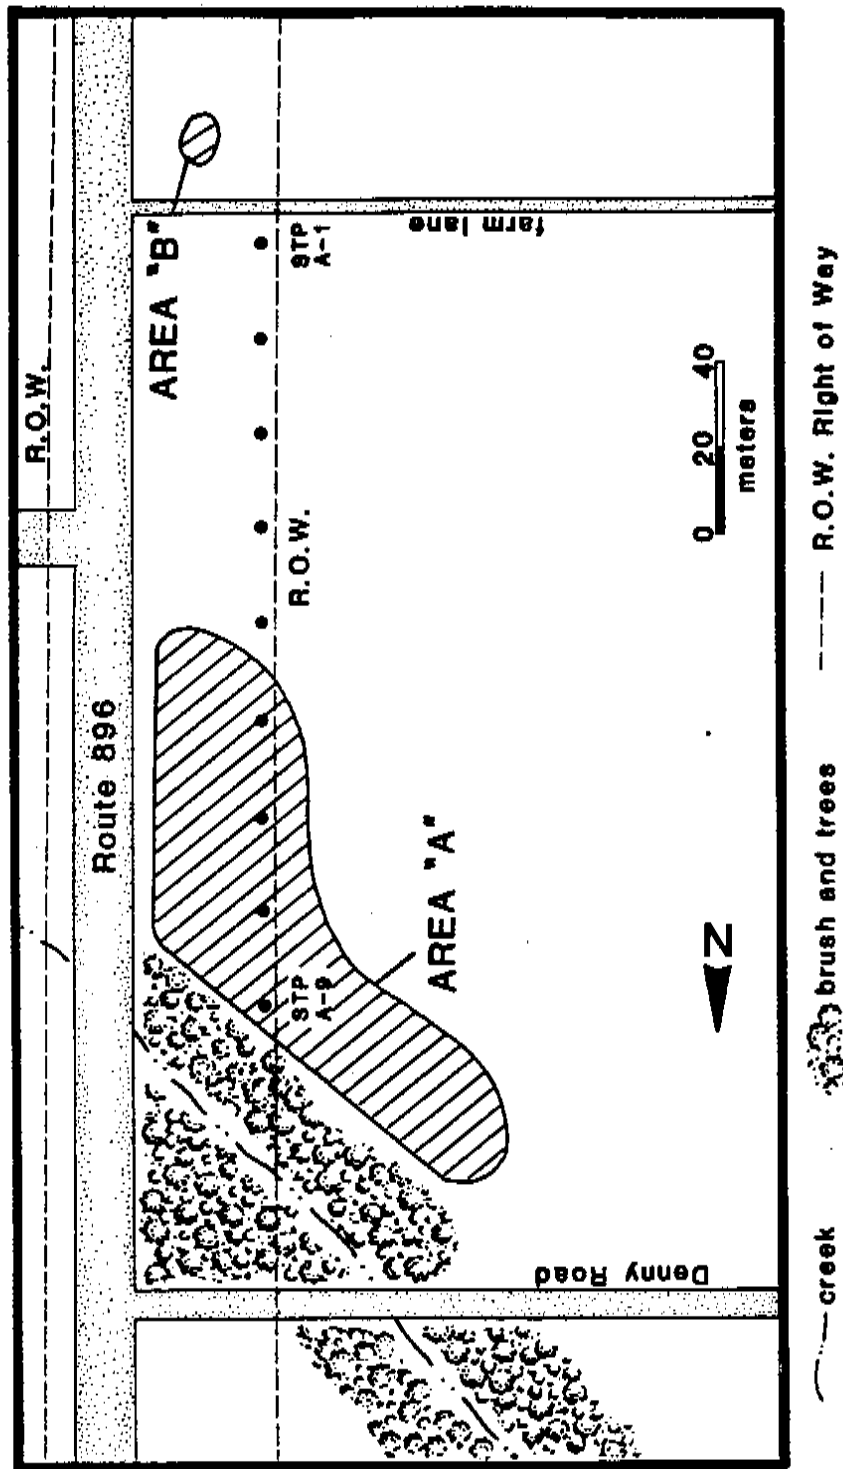 R.O.W.
AREA "B"
STP
A-1
farm lane
R.O.W.
0 20 40
meters
Route 896
AREA "A"
STP
A-9
N
Denny Road
creek
brush and trees
R.O.W. Right of Way